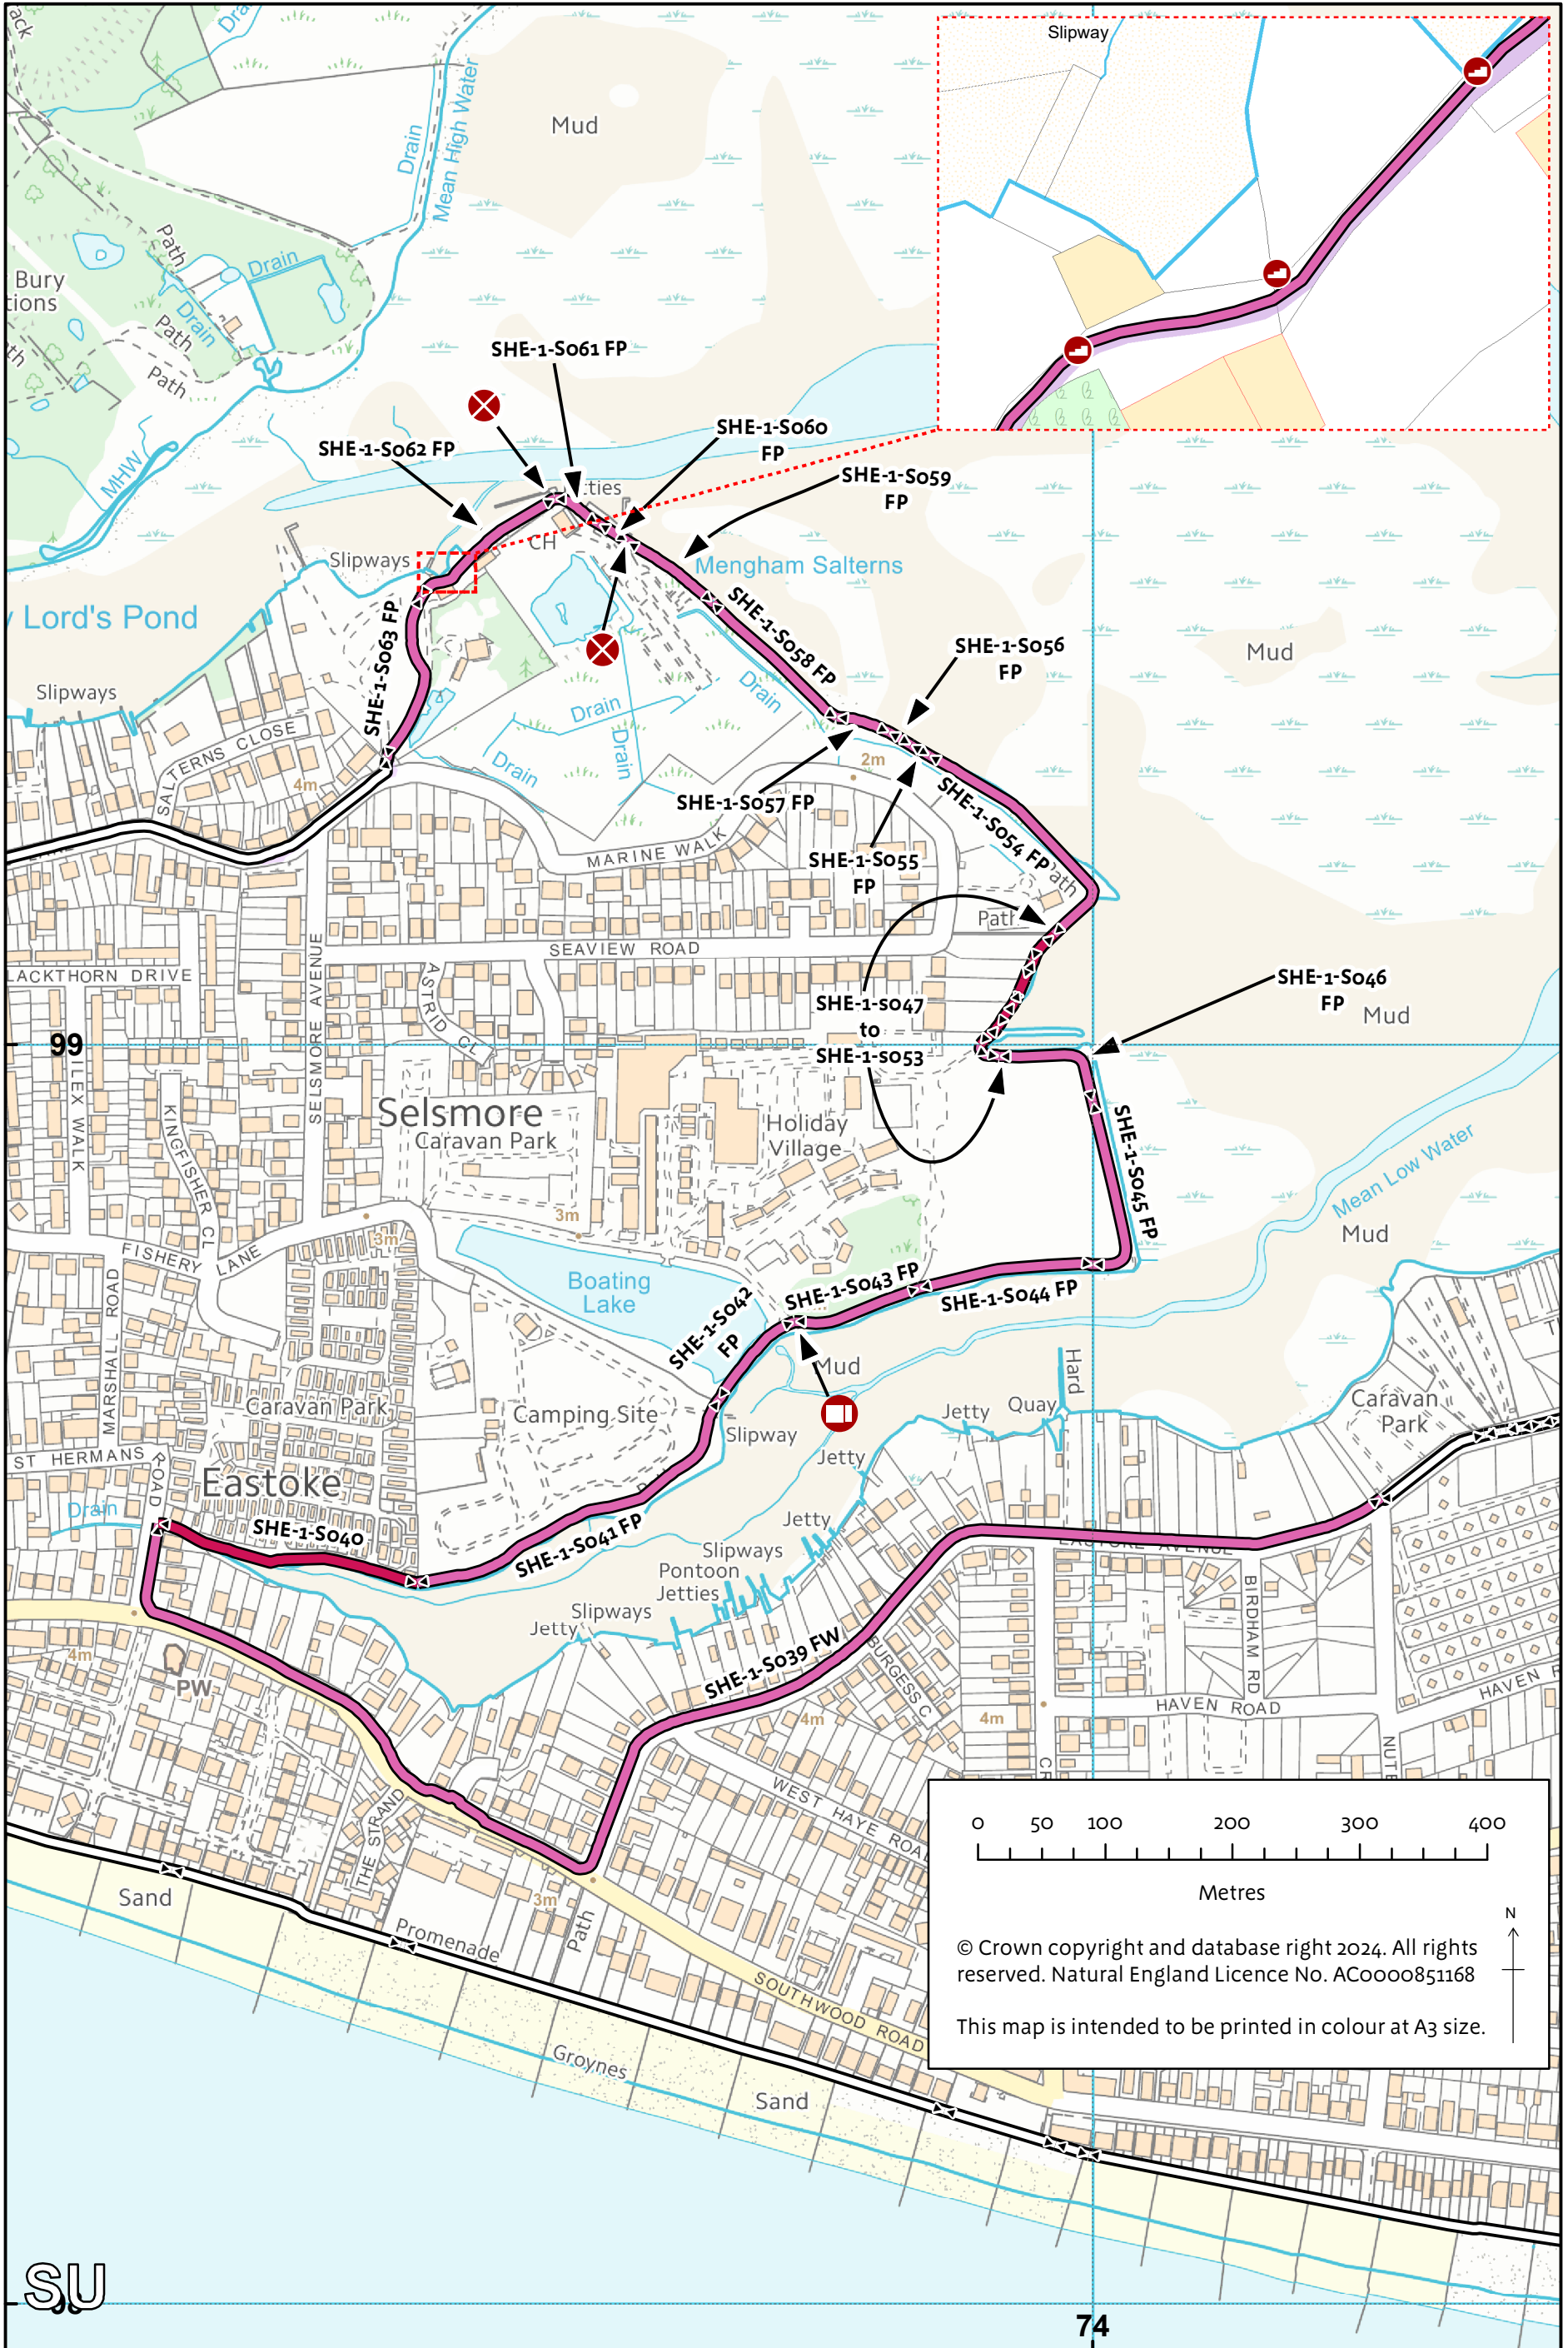 Slipway
Drain
Mean High Water
Mud
Path
Drain
Drain
Bury
tions
Path
Path
SHE-1-S061 FP
SHE-1-S062 FP
SHE-1-S060
FP
SHE-1-S059
FP
MHW
CH
Slipways
Mengham Salterns
Lord's Pond
SHE-1-S063 FP
SHE-1-S058 FP
SHE-1-S056
FP
Mud
Slipways
Drain
Drain
Drain
Drain
SALTERNS CLOSE
4m
2m
SHE-1-S057 FP
SHE-1-S054 FP
SHE-1-S055
FP
MARINE WALK
Path
SEAVIEW ROAD
LACKTHORN DRIVE
SELSMORE AVENUE
ASTRID CL
SHE-1-S047
to
SHE-1-S053
SHE-1-S046
FP
Mud
99
ILEX WALK
KINGFISHER CL
Selsmore
Caravan Park
Holiday
Village
SHE-1-S045 FP
Mean Low Water
Mud
3m
3m
FISHERY LANE
MARSHALL ROAD
Boating
Lake
SHE-1-S042
FP
SHE-1-S043 FP
SHE-1-S044 FP
Mud
Hard
Quay
Jetty
Caravan
Park
Caravan Park
Camping Site
Slipway
Jetty
ST HERMANS ROAD
Eastoke
Drain
SHE-1-S040
SHE-1-S041 FP
Jetty
Slipways
Pontoon
Jetties
Slipways
Jetty
BIRDHAM RD
4m
PW
SHE-1-S039 FW
BURGESS C
4m
4m
HAVEN ROAD
HAVEN
WEST HAYE ROAD
THE STRAND
3m
Sand
Promenade
Path
SOUTHWOOD ROAD
Groynes
Sand
0 50 100 200 300 400
Metres
N
© Crown copyright and database right 2024. All rights
reserved. Natural England Licence No. AC0000851168
This map is intended to be printed in colour at A3 size.
SU
74